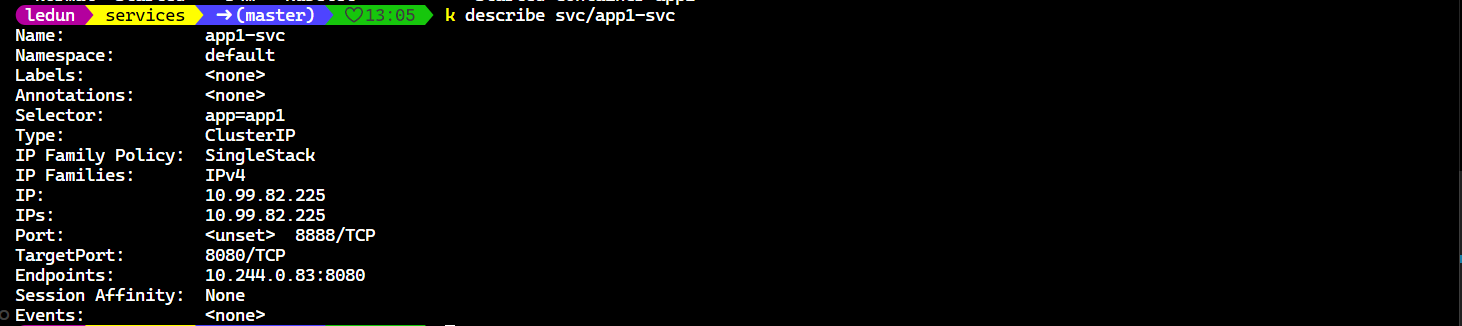 ledun services (master) 13:05 k describe svc/app1-svc
Name: app1-svc
Namespace: default
Labels: <none>
Annotations: <none>
Selector: app=app1
Type: ClusterIP
IP Family Policy: SingleStack
IP Families: IPv4
IP: 10.99.82.225
IPs: 10.99.82.225
Port: <unset> 8888/TCP
TargetPort: 8080/TCP
Endpoints: 10.244.0.83:8080
Session Affinity: None
Events: <none>